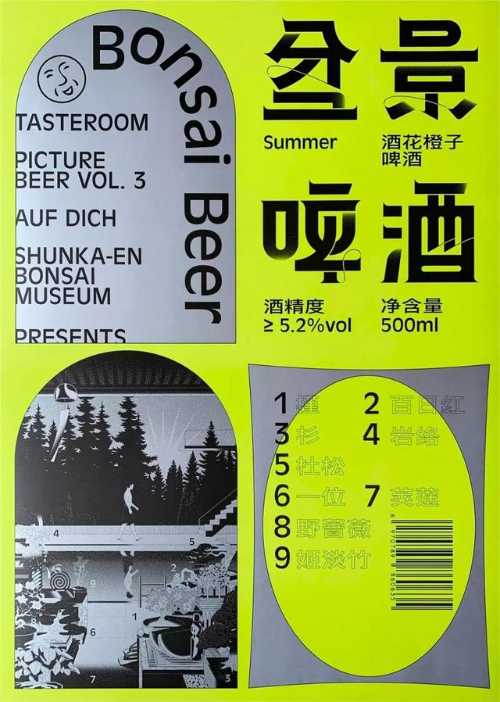 Bonsai Beer
TASTEROOM
PICTURE
BEER VOL. 3
AUF DICH
SHUNKA-EN
BONSAI
MUSEUM
PRESENTS
盆景
Summer
酒花橙子
啤酒
啤酒
酒精度
≥ 5.2%vol
净含量
500ml
1
2 百日红
3 杉
4 岩
5 杜松
6 一位
7
8 野薔薇
9 姬淡竹